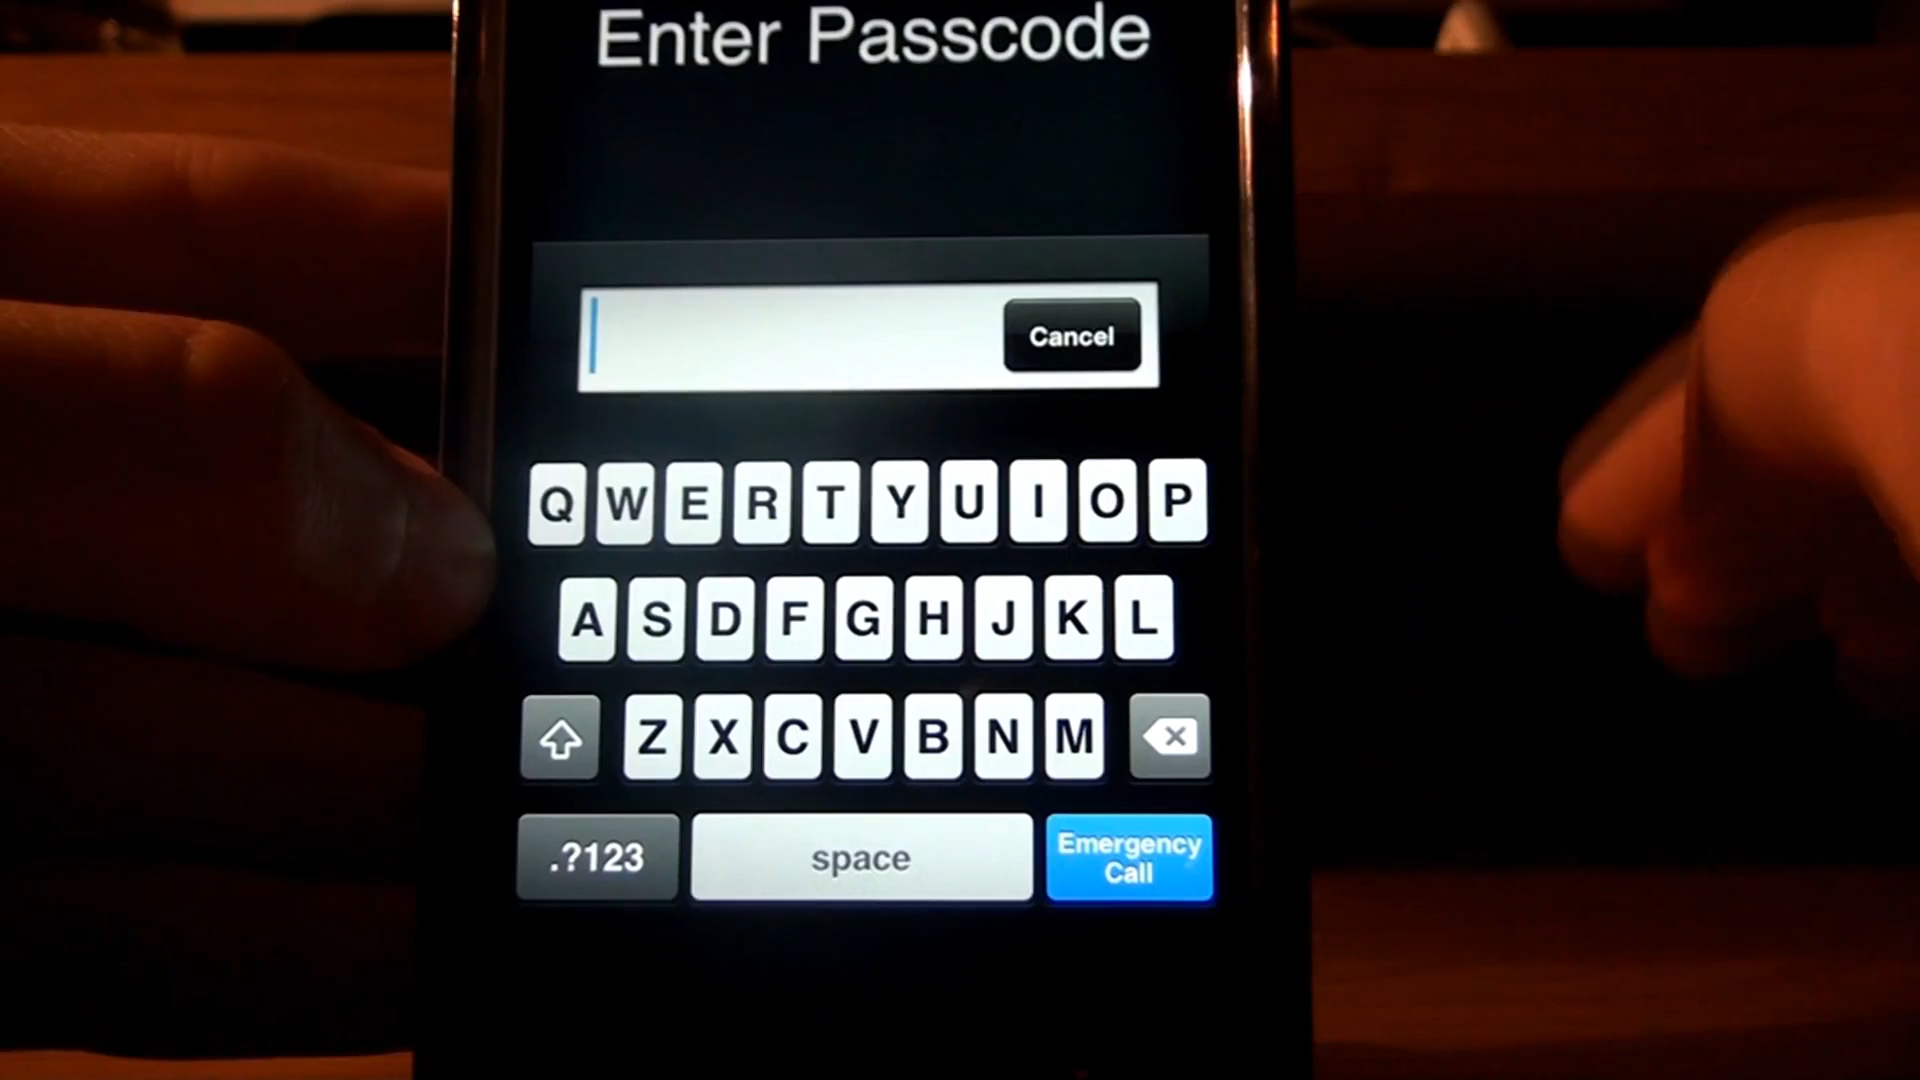 Enter Passcode
Cancel
Q W E R T Y U I O P
A S D F G H J K L
Z X C V B N M
.?123 space Emergency Call